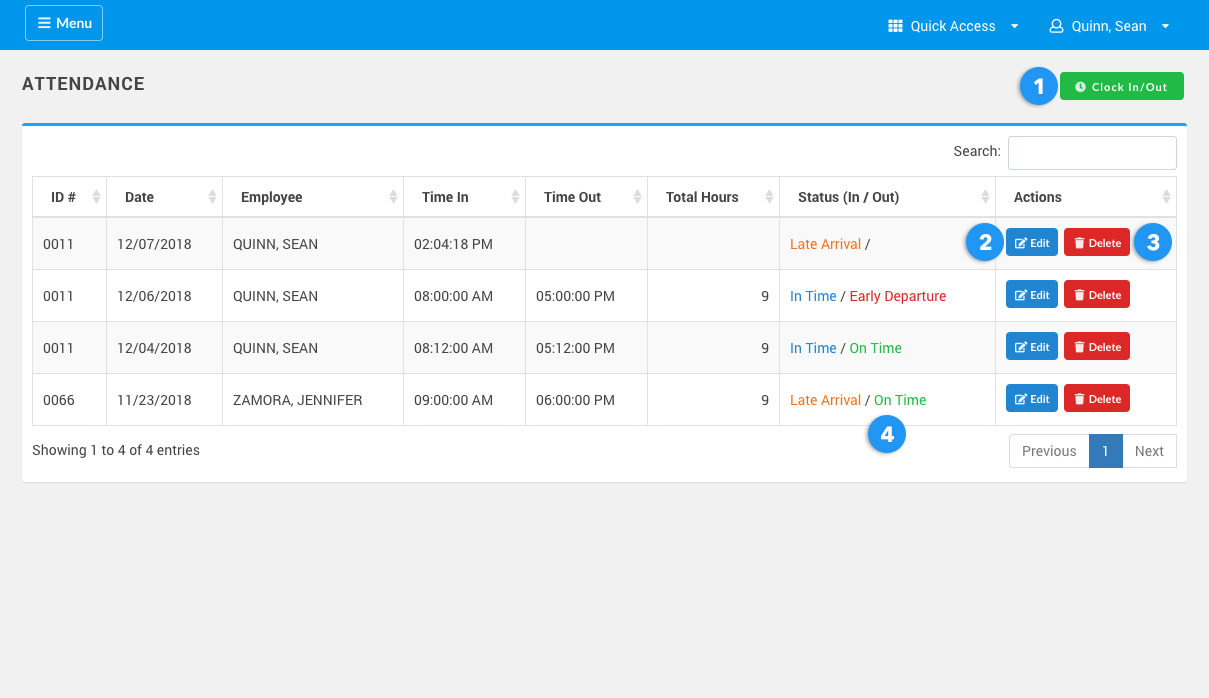 Menu Quick Access Quinn, Sean
ATTENDANCE 1 Clock In/Out
Search:
ID # Date Employee Time In Time Out Total Hours Status (In / Out) Actions
0011 12/07/2018 QUINN, SEAN 02:04:18 PM Late Arrival / 2 Edit Delete 3
0011 12/06/2018 QUINN, SEAN 08:00:00 AM 05:00:00 PM 9 In Time / Early Departure Edit Delete
0011 12/04/2018 QUINN, SEAN 08:12:00 AM 05:12:00 PM 9 In Time / On Time Edit Delete
0066 11/23/2018 ZAMORA, JENNIFER 09:00:00 AM 06:00:00 PM 9 Late Arrival / On Time Edit Delete
4
Showing 1 to 4 of 4 entries Previous 1 Next